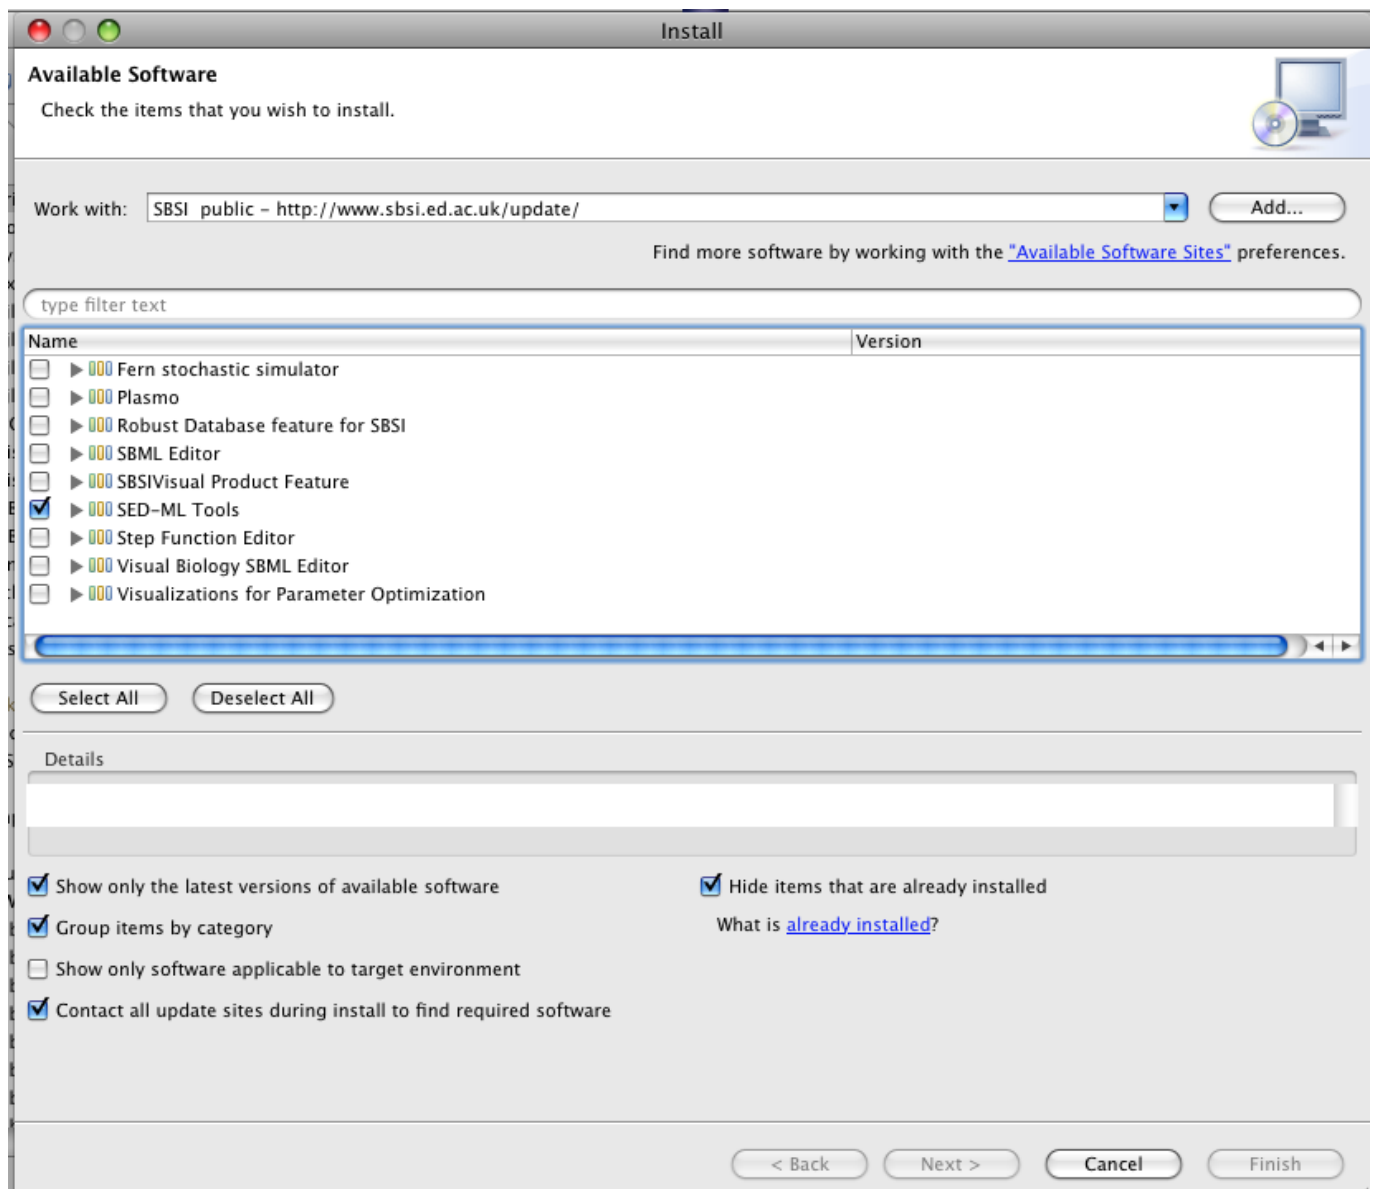 Install
Available Software
Check the items that you wish to install.
Work with: SBSI public - http://www.sbsi.ed.ac.uk/update/ Add...
Find more software by working with the "Available Software Sites" preferences.
type filter text
Name Version
Fern stochastic simulator
Plasmo
Robust Database feature for SBSI
SBML Editor
SBSIVisual Product Feature
SED-ML Tools
Step Function Editor
Visual Biology SBML Editor
Visualizations for Parameter Optimization
Select All Deselect All
Details
Show only the latest versions of available software Hide items that are already installed
Group items by category What is already installed?
Show only software applicable to target environment
Contact all update sites during install to find required software
< Back Next > Cancel Finish